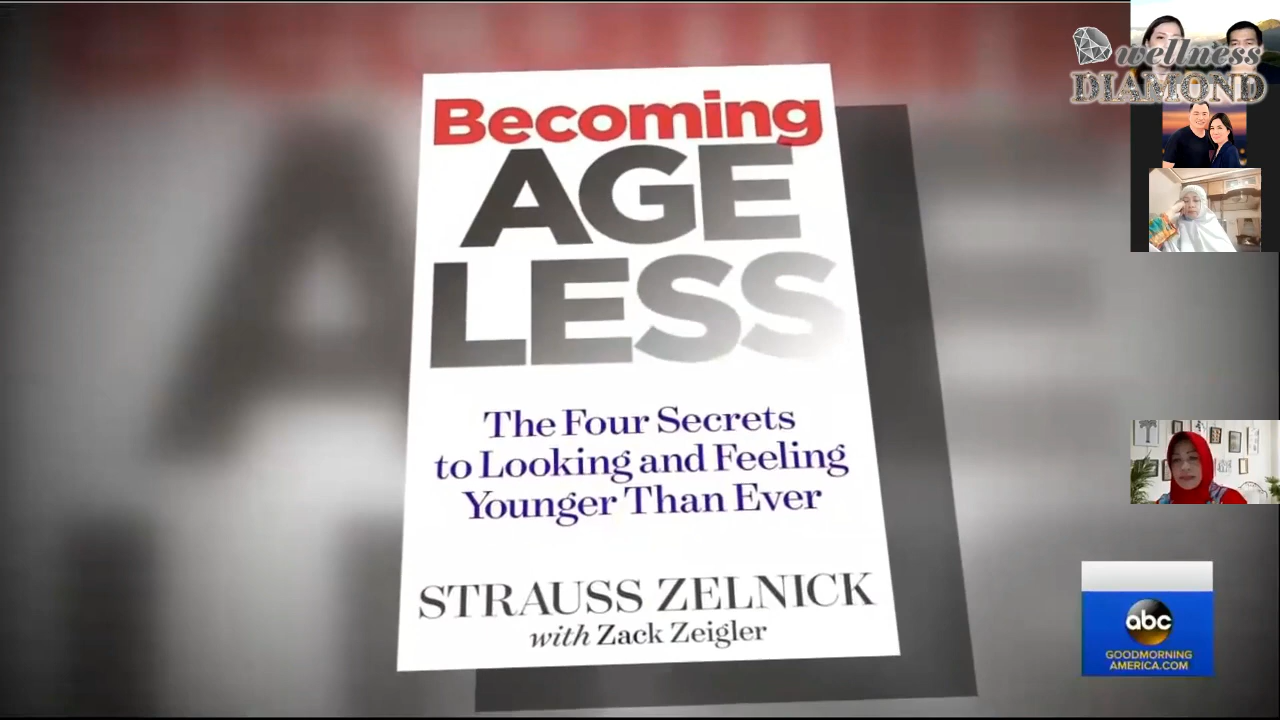 wellness
DIAMOND
Becoming
AGE
LESS
The Four Secrets
to Looking and Feeling
Younger Than Ever
STRAUSS ZELNICK
with Zack Zeigler
abc
GOODMORNING
AMERICA.COM